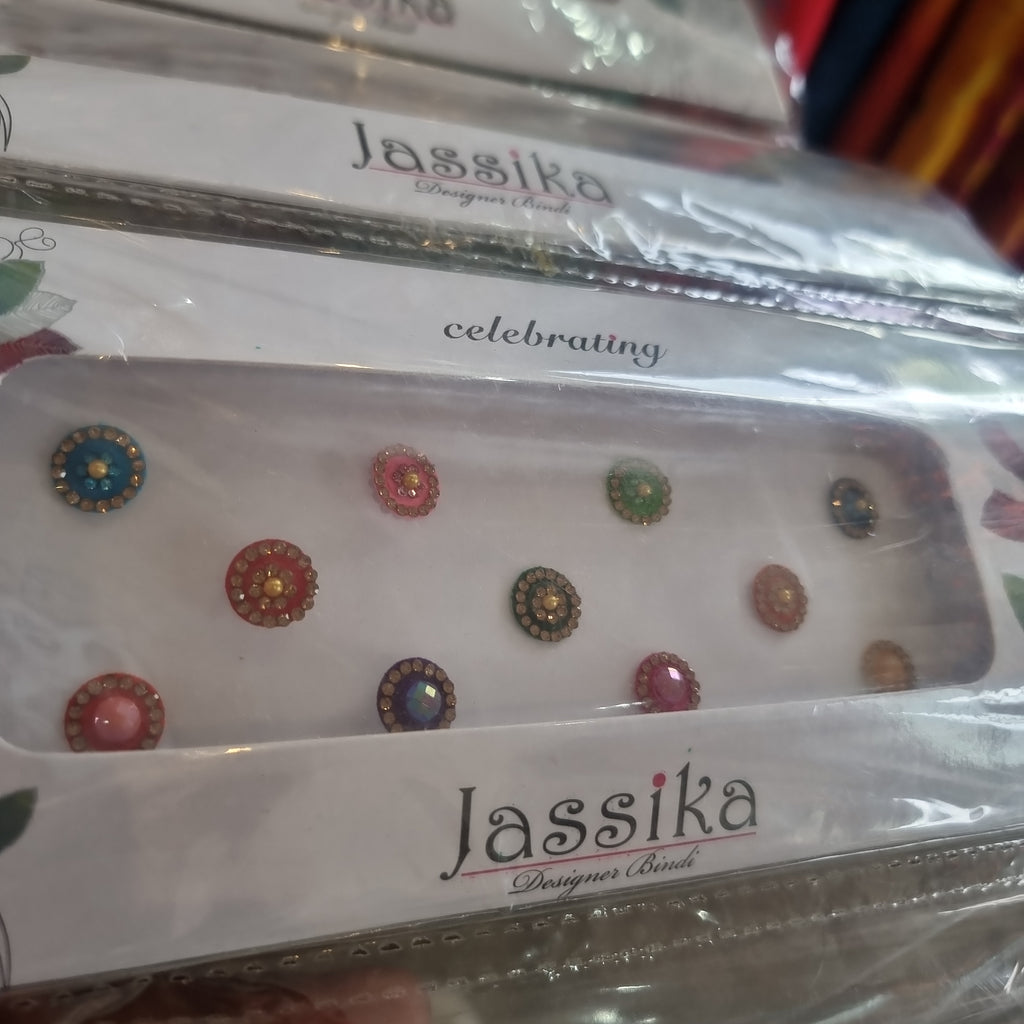 Jassika
Designer Bindi
celebrating
Jassika
Designer Bindi